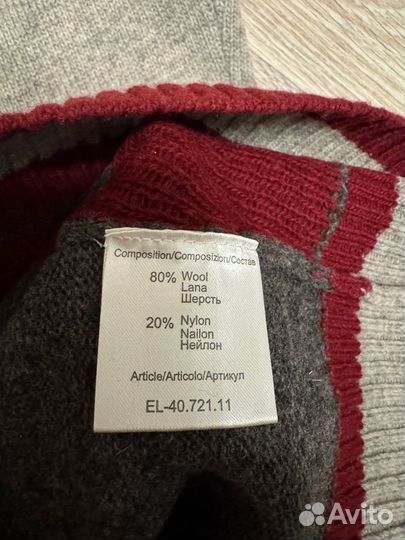 Composition/Composizion/Состав
80% Wool
Lana
Шерсть
20% Nylon
Nailon
Нейлон
Article/Articolo/Артикул
EL-40.721.11
Avito